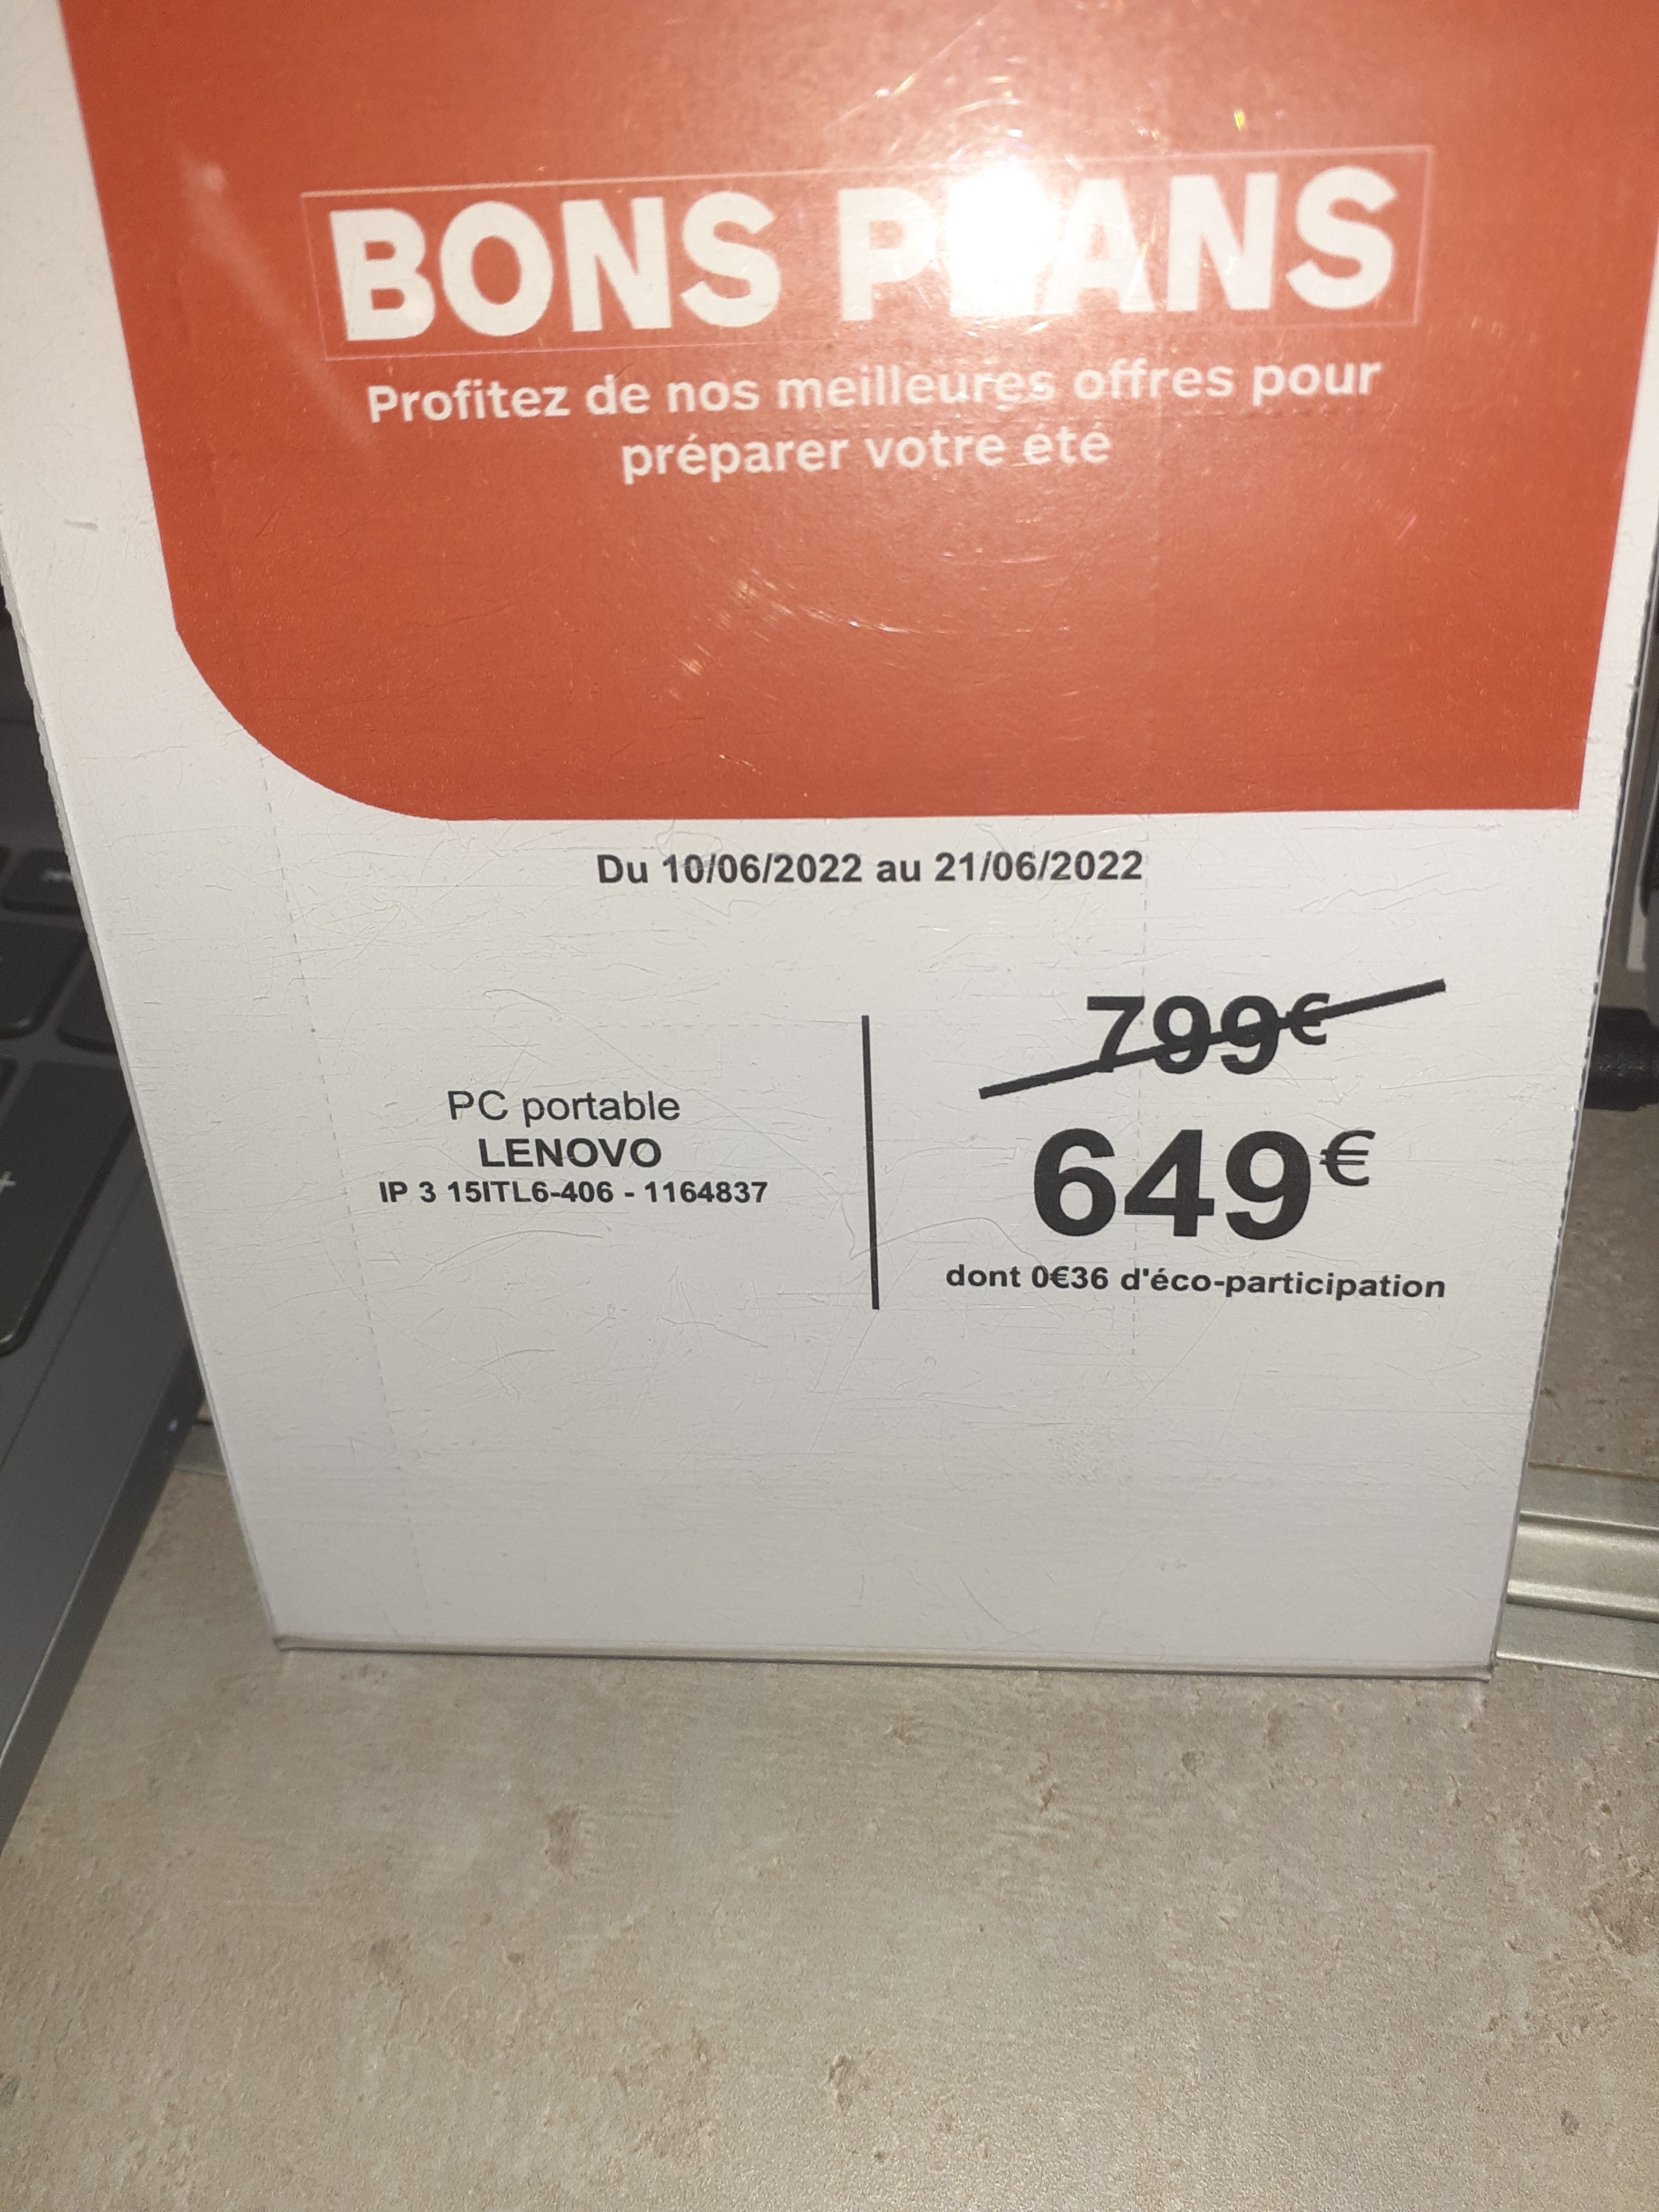 BONS PLANS
Profitez de nos meilleures offres pour
préparer votre été
Du 10/06/2022 au 21/06/2022
799€
PC portable
LENOVO
IP 3 15ITL6-406 - 1164837
649€
dont 0€36 d'éco-participation